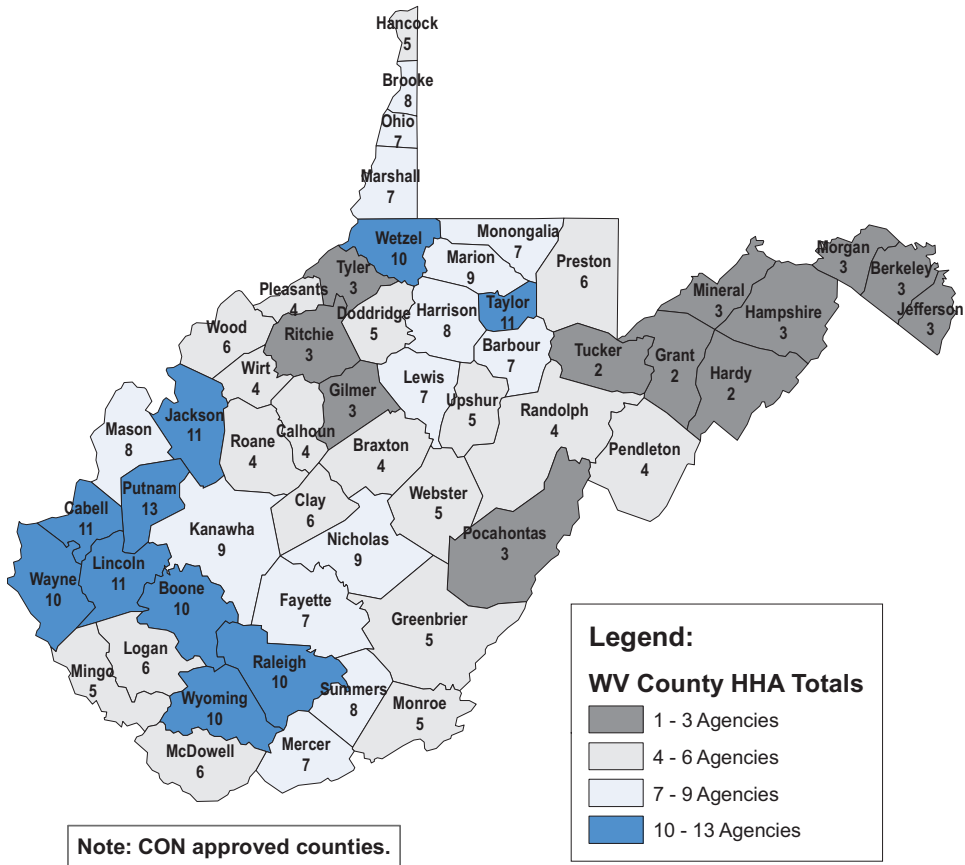 Hancock
5
Brooke
8
Ohio
7
Marshall
7
Wetzel
10
Monongalia
7
Marion
9
Preston
6
Morgan
3
Berkeley
3
Jefferson
3
Tyler
3
Mineral
3
Hampshire
3
Pleasants
4
Taylor
11
Doddridge
5
Harrison
8
Wood
6
Ritchie
3
Barbour
7
Tucker
2
Grant
2
Hardy
2
Wirt
4
Gilmer
3
Lewis
7
Upshur
5
Randolph
4
Jackson
11
Mason
8
Roane
4
Calhoun
4
Braxton
4
Pendleton
4
Putnam
13
Clay
6
Webster
5
Cabell
11
Kanawha
9
Nicholas
9
Pocahontas
3
Wayne
10
Lincoln
11
Boone
10
Fayette
7
Greenbrier
5
Logan
6
Mingo
5
Raleigh
10
Wyoming
10
Summers
8
Monroe
5
McDowell
6
Mercer
7
Legend:
WV County HHA Totals
1 - 3 Agencies
4 - 6 Agencies
7 - 9 Agencies
10 - 13 Agencies
Note: CON approved counties.